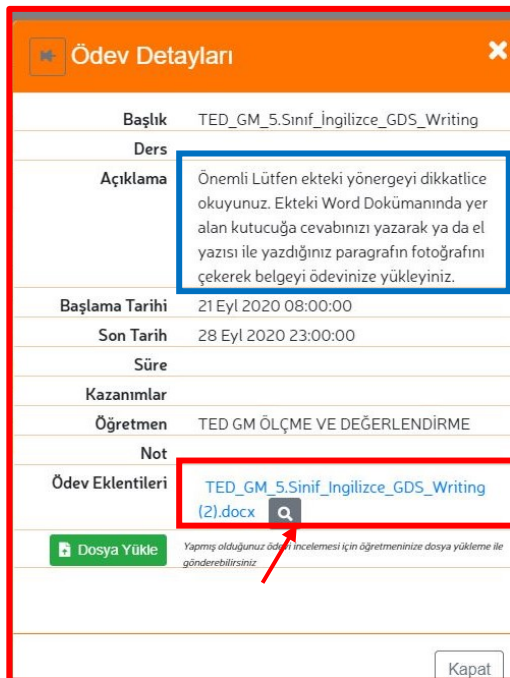 Ödev Detayları
Başlık TED_GM_5.Sınıf_İngilizce_GDS_Writing
Ders
Açıklama Önemli Lütfen ekteki yönergeyi dikkatlice
okuyunuz. Ekteki Word Dokümanında yer
alan kutucuğa cevabınızı yazarak ya da el
yazısı ile yazdığınız paragrafın fotoğrafını
çekerek belgeyi ödevinize yükleyiniz.
Başlama Tarihi 21 Eyl 2020 08:00:00
Son Tarih 28 Eyl 2020 23:00:00
Süre
Kazanımlar
Öğretmen TED GM ÖLÇME VE DEĞERLENDİRME
Not
Ödev Eklentileri TED_GM_5.Sinif_Ingilizce_GDS_Writing
(2).docx
Dosya Yükle Yapmış olduğunuz ödevi incelemesi için öğretmeninize dosya yükleme ile
gönderebilirsiniz
Kapat